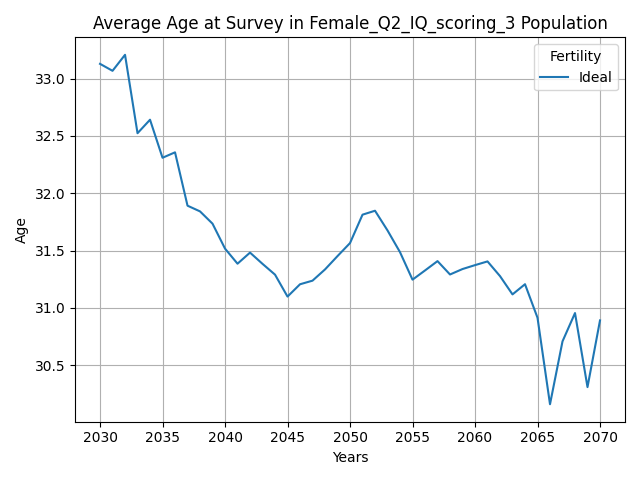 Average Age at Survey in Female_Q2_IQ_scoring_3 Population
Fertility
Ideal
33.0
32.5
32.0
31.5
31.0
30.5
Age
2030 2035 2040 2045 2050 2055 2060 2065 2070
Years